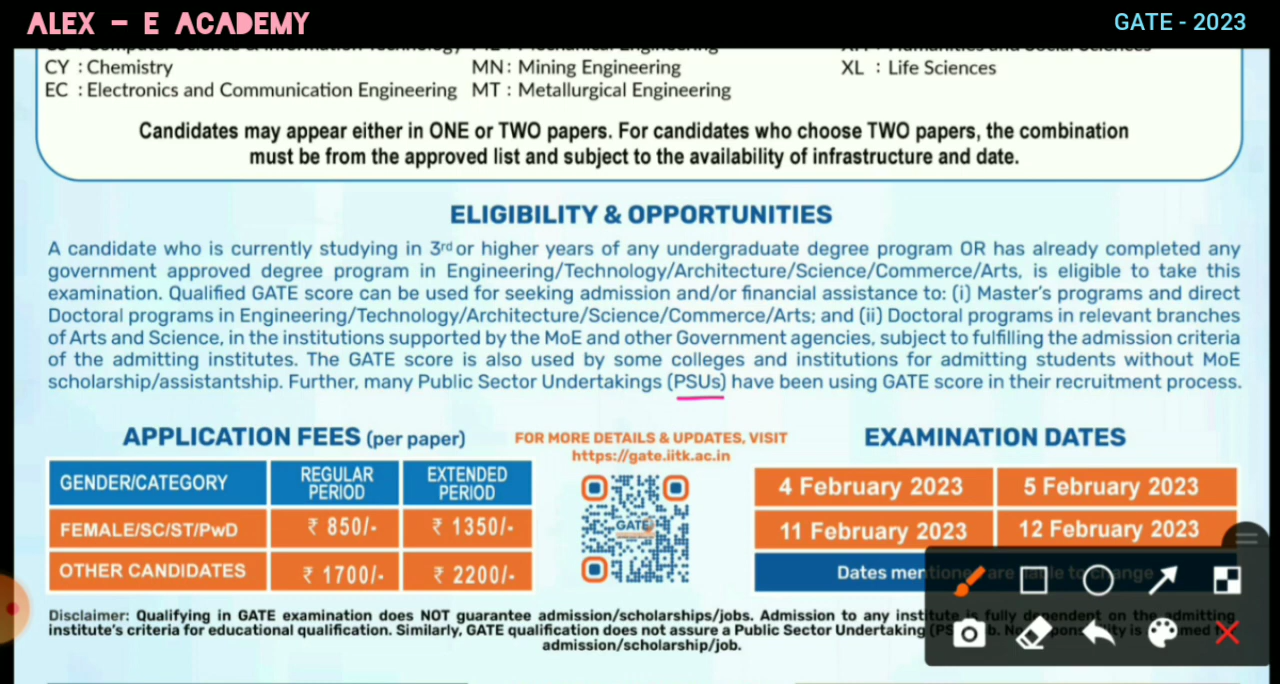 ALEX - E ACADEMY
GATE - 2023
CY : Chemistry
MN : Mining Engineering
XL : Life Sciences
EC : Electronics and Communication Engineering
MT : Metallurgical Engineering
Candidates may appear either in ONE or TWO papers. For candidates who choose TWO papers, the combination
must be from the approved list and subject to the availability of infrastructure and date.
ELIGIBILITY & OPPORTUNITIES
A candidate who is currently studying in 3rd or higher years of any undergraduate degree program OR has already completed any
government approved degree program in Engineering/Technology/Architecture/Science/Commerce/Arts, is eligible to take this
examination. Qualified GATE score can be used for seeking admission and/or financial assistance to: (i) Master's programs and direct
Doctoral programs in Engineering/Technology/Architecture/Science/Commerce/Arts; and (ii) Doctoral programs in relevant branches
of Arts and Science, in the institutions supported by the MoE and other Government agencies, subject to fulfilling the admission criteria
of the admitting institutes. The GATE score is also used by some colleges and institutions for admitting students without MoE
scholarship/assistantship. Further, many Public Sector Undertakings (PSUs) have been using GATE score in their recruitment process.
APPLICATION FEES (per paper)
GENDER/CATEGORY
REGULAR PERIOD
EXTENDED PERIOD
FEMALE/SC/ST/PwD
₹ 850/-
₹ 1350/-
OTHER CANDIDATES
₹ 1700/-
₹ 2200/-
FOR MORE DETAILS & UPDATES, VISIT
https://gate.iitk.ac.in
GATE
EXAMINATION DATES
4 February 2023
5 February 2023
11 February 2023
12 February 2023
Dates mentioned are liable to change
Disclaimer: Qualifying in GATE examination does NOT guarantee admission/scholarships/jobs. Admission to any institute is fully dependent on the admitting
institute's criteria for educational qualification. Similarly, GATE qualification does not assure a Public Sector Undertaking
admission/scholarship/job.